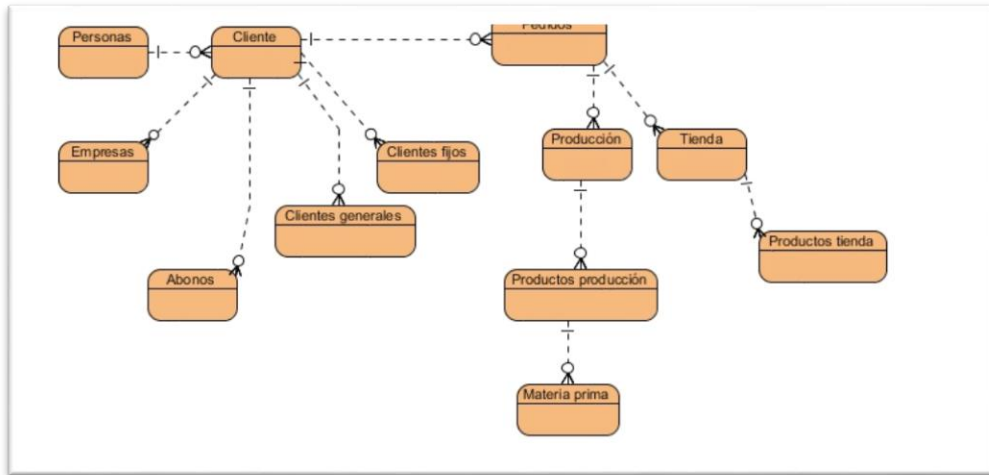 Personas
Cliente
Pedidos
Empresas
Clientes fijos
Producción
Tienda
Clientes generales
Productos tienda
Abonos
Productos producción
Materia prima